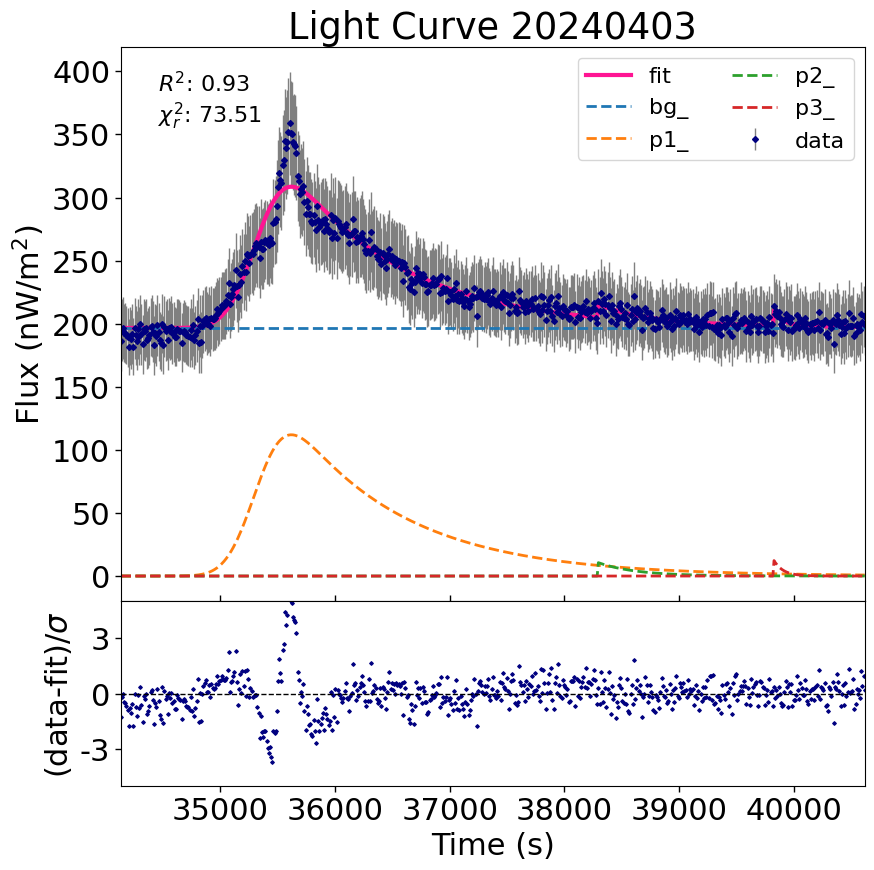 Light Curve 20240403
R²: 0.93
χᵣ²: 73.51
fit
bg_
p1_
p2_
p3_
data
Flux (nW/m²)
400
350
300
250
200
150
100
50
0
(data-fit)/σ
3
0
-3
35000 36000 37000 38000 39000 40000
Time (s)